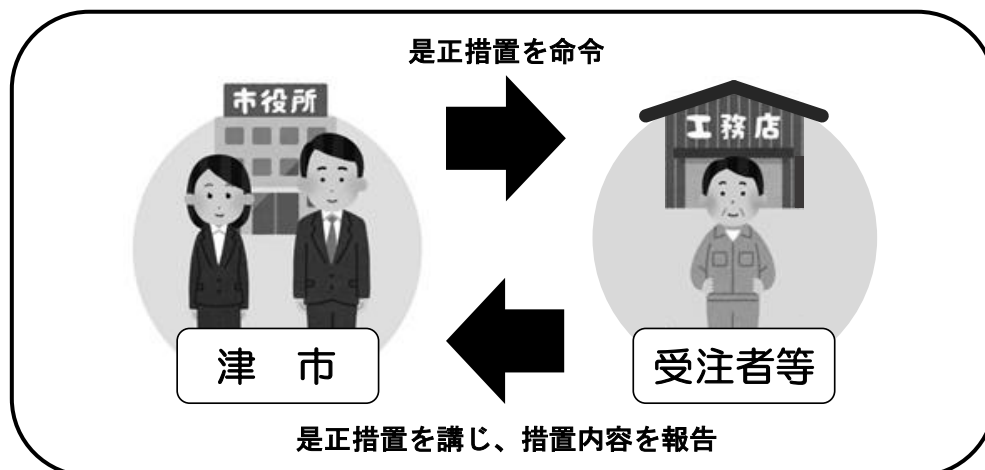 是正措置を命令
市役所
工務店
津　市
受注者等
是正措置を講じ、措置内容を報告